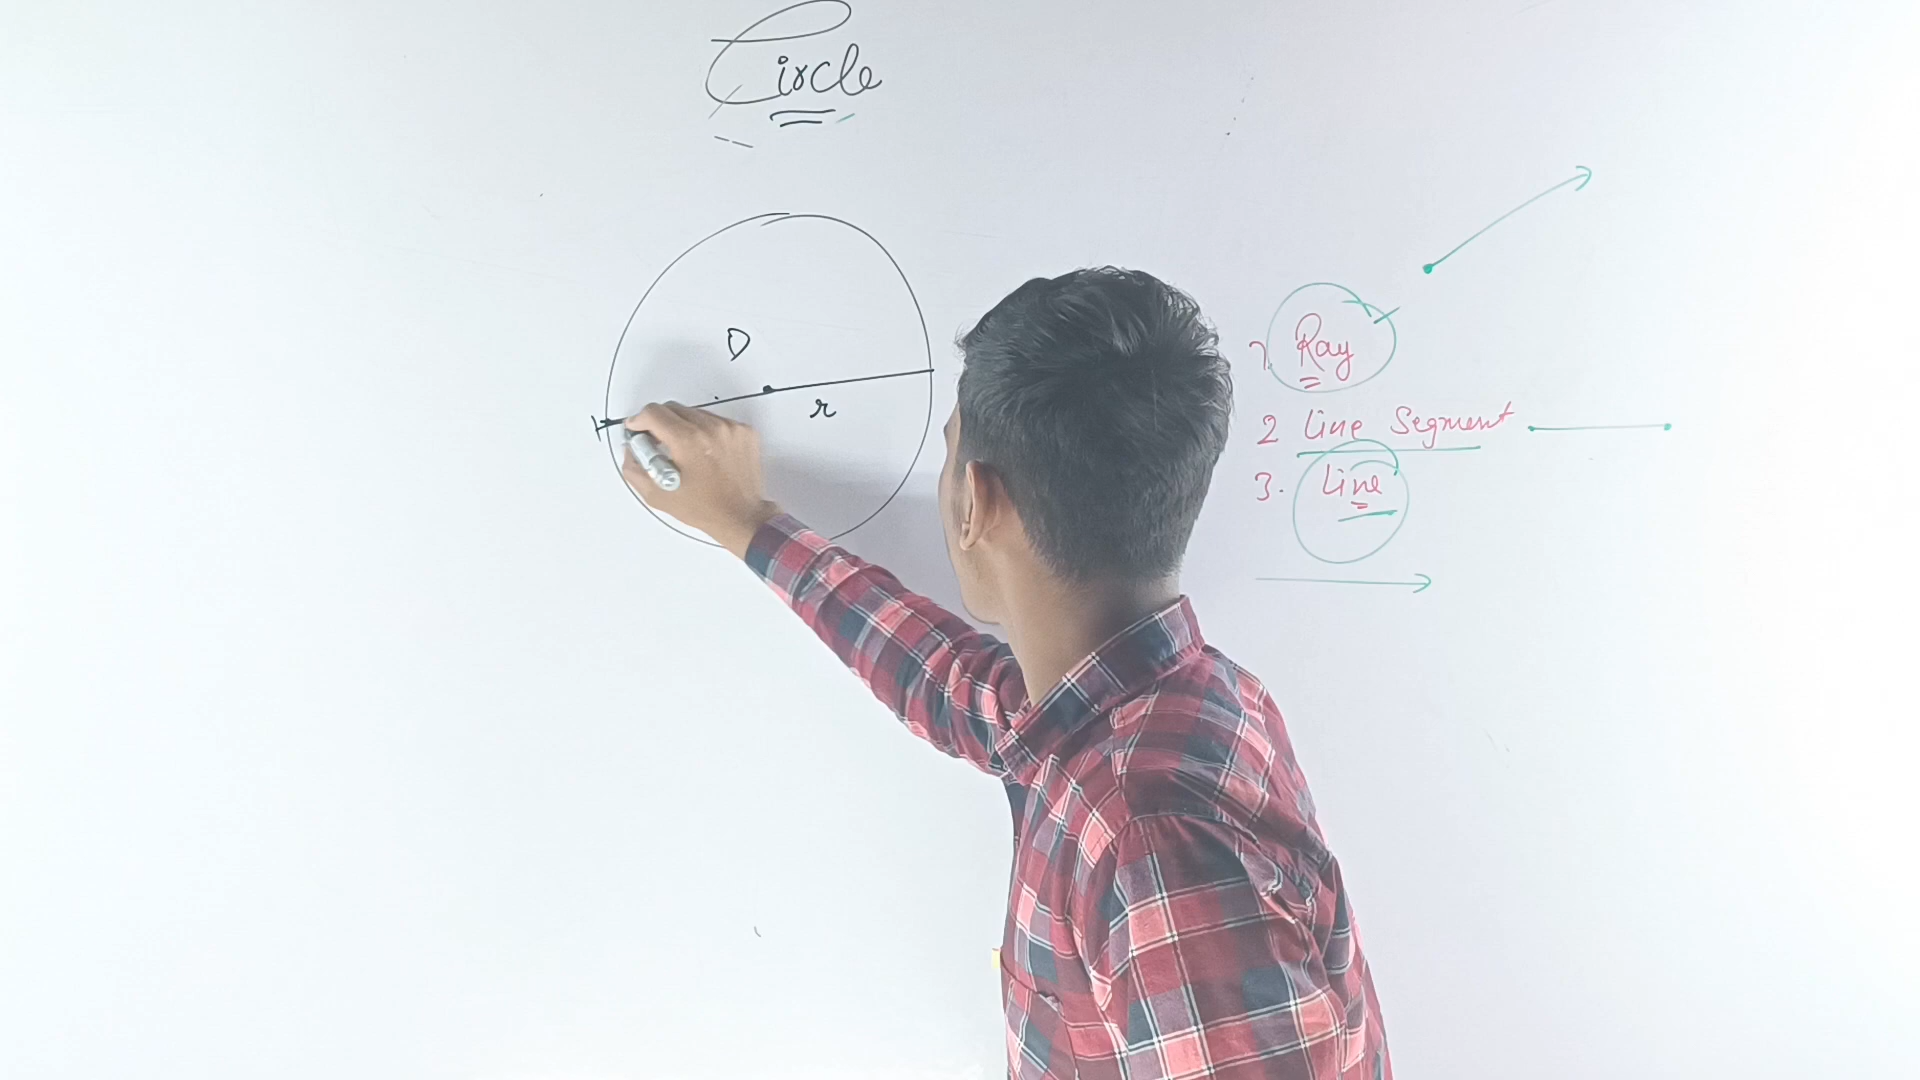 Circle
D
r
1. Ray
2 Line Segment
3. Line